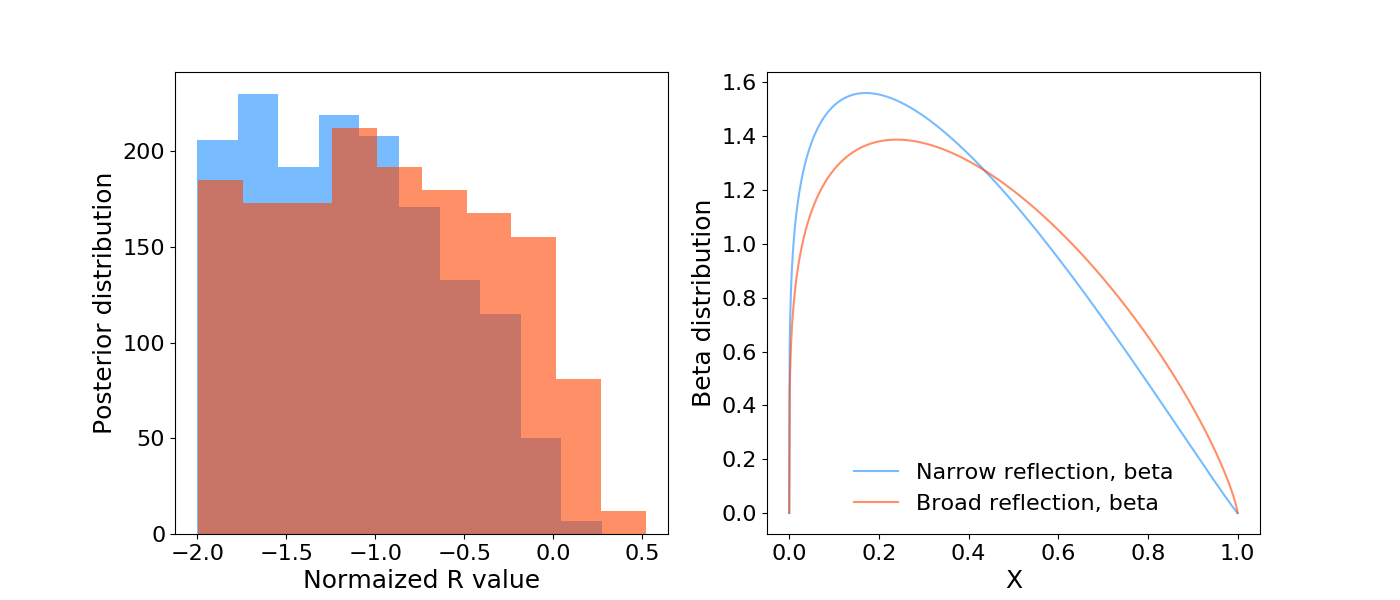 Posterior distribution
200
150
100
50
0
−2.0 −1.5 −1.0 −0.5 0.0 0.5
Normaized R value
Beta distribution
1.6
1.4
1.2
1.0
0.8
0.6
0.4
0.2
0.0
Narrow reflection, beta
Broad reflection, beta
0.0 0.2 0.4 0.6 0.8 1.0
X